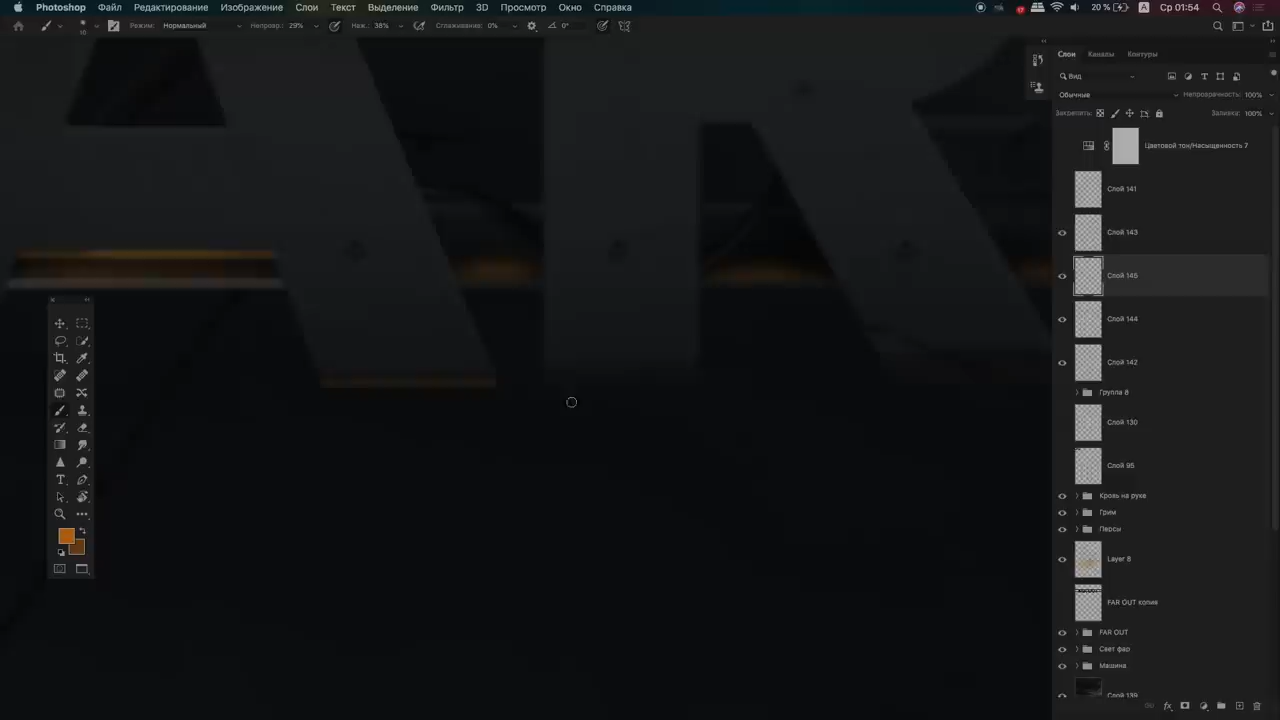 Photoshop Файл Редактирование Изображение Слои Текст Выделение Фильтр 3D Просмотр Окно Справка 20 % A Ср 01:54
10 Режим: Нормальный Непрозр.: 29% Наж.: 38% Сглаживание: 0% 0°
AR
Слои Каналы Контуры
Вид
Обычные Непрозрачность: 100%
Закрепить: Заливка: 100%
Цветовой тон/Насыщенность 7
Слой 141
Слой 143
Слой 145
Слой 144
Слой 142
Группа 8
Слой 130
Слой 95
Кровь на руке
Грим
Персы
Layer 8
FAR OUT копия
FAR OUT
Свет фар
Машина
Слой 139